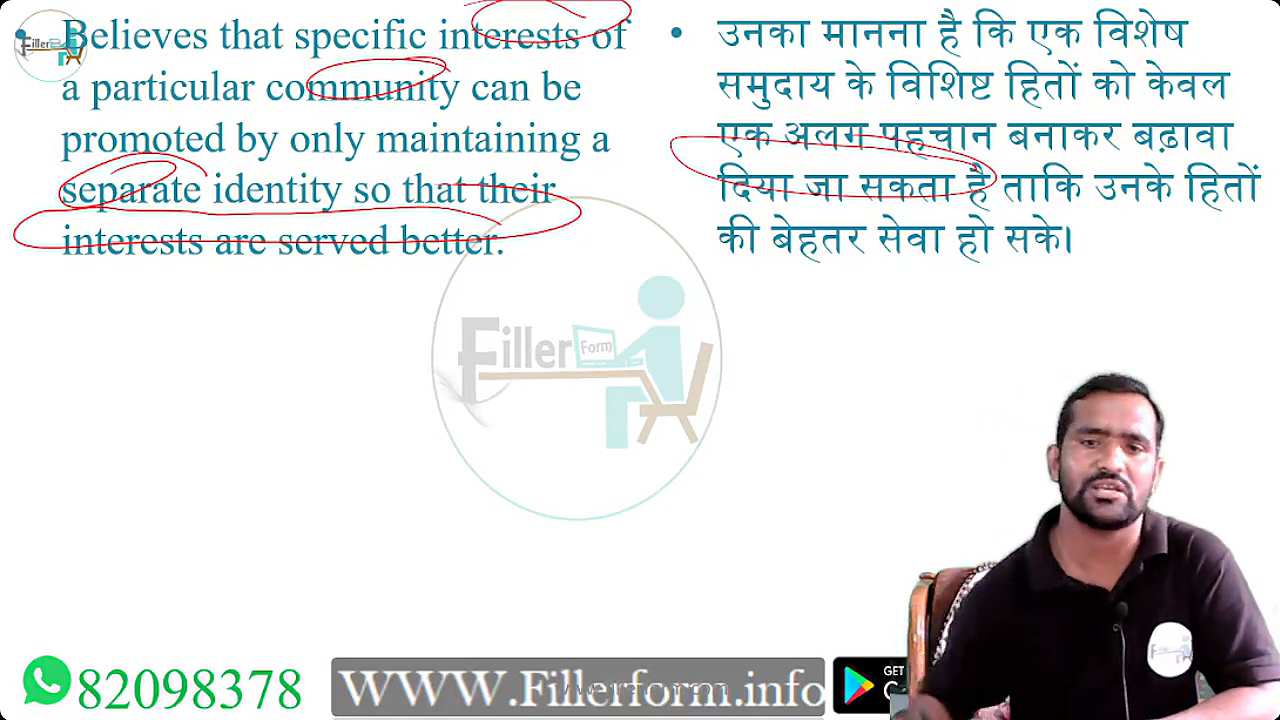 Believes that specific interests of
a particular community can be
promoted by only maintaining a
separate identity so that their
interests are served better.
उनका मानना है कि एक विशेष
समुदाय के विशिष्ट हितों को केवल
एक अलग पहचान बनाकर बढ़ावा
दिया जा सकता है ताकि उनके हितों
की बेहतर सेवा हो सके।
Filler
Form
82098378
WWW.Fillerform.info
GET